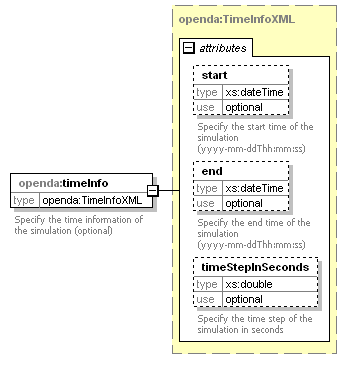 openda:TimeInfoXML
attributes
start
type xs:dateTime
use optional
Specify the start time of the
simulation
(yyyy-mm-ddThh:mm:ss)
openda:timeInfo
type openda:TimeInfoXML
Specify the time information of
the simulation (optional)
end
type xs:dateTime
use optional
Specify the end time of the
simulation
(yyyy-mm-ddThh:mm:ss)
timeStepInSeconds
type xs:double
use optional
Specify the time step of the
simulation in seconds